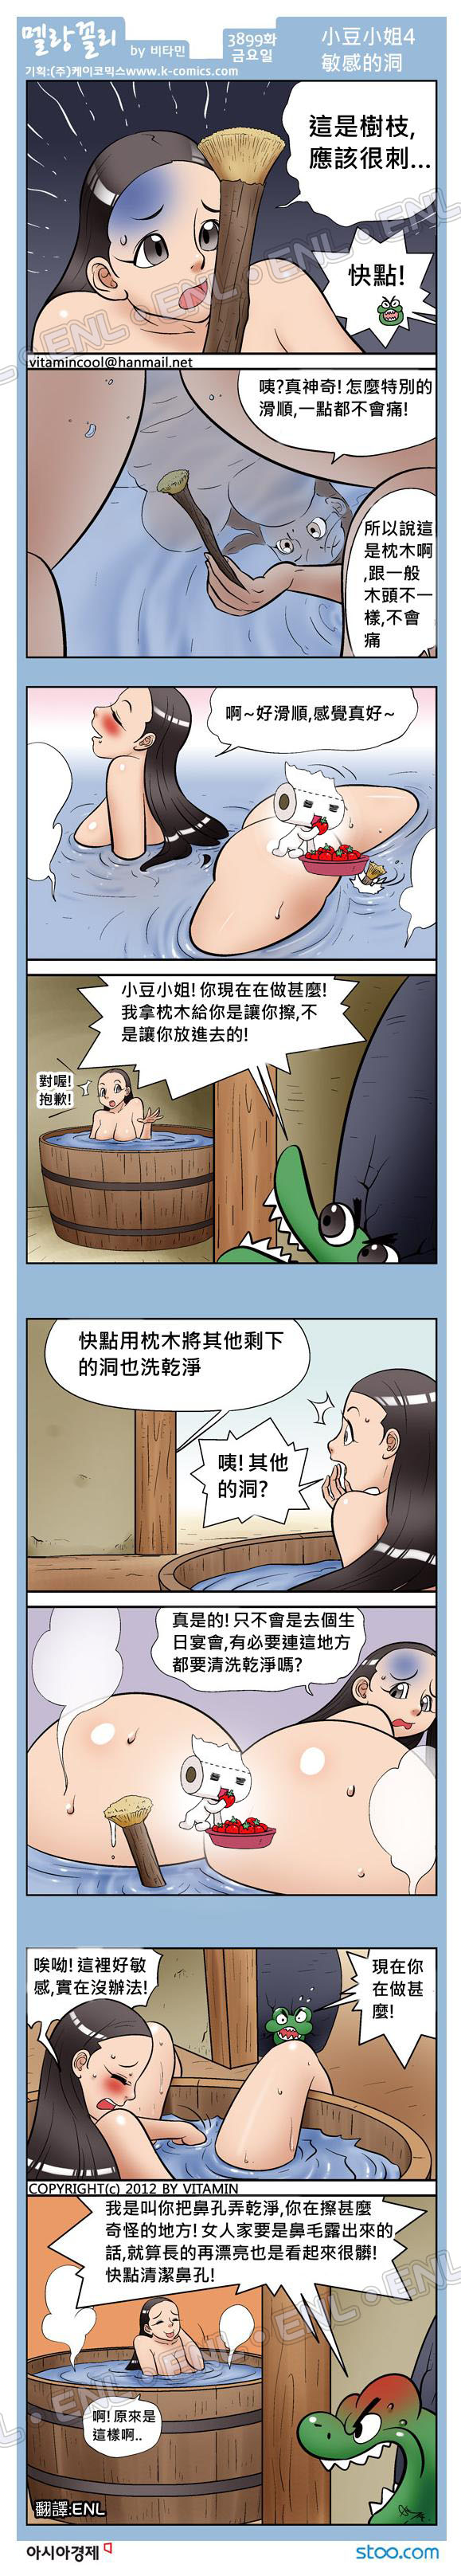 멜랑꼴리
by 비타민
3899화
금요일
小豆小姐4
敏感的洞
기획:(주)케이코믹스www.k-comics.com
這是樹枝,
應該很刺...
快點!
vitamincool@hanmail.net
咦?真神奇!怎麼特別的
滑順,一點都不會痛!
所以說這
是枕木啊
,跟一般
木頭不一
樣,不會
痛
啊~好滑順,感覺真好~
小豆小姐!你現在在做甚麼!
我拿枕木給你是讓你擦,不
是讓你放進去的!
對喔!
抱歉!
快點用枕木將其他剩下
的洞也洗乾淨
咦!其他
的洞?
真是的!只不會是去個生
日宴會,有必要連這地方
都要清洗乾淨嗎?
唉呦!這裡好敏
感,實在沒辦法!
現在你
在做甚
麼!
COPYRIGHT(c) 2012 BY VITAMIN
我是叫你把鼻孔弄乾淨,你在擦甚麼
奇怪的地方!女人家要是鼻毛露出來的
話,就算長的再漂亮也是看起來很髒!
快點清潔鼻孔!
啊!原來是
這樣啊..
翻譯:ENL
아시아경제
stoo.com
ENL